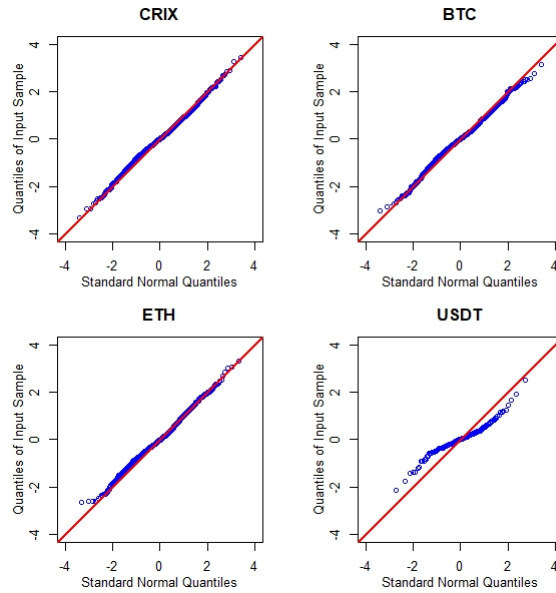 CRIX
Quantiles of Input Sample
-4 -2 0 2 4
-4 -2 0 2 4
Standard Normal Quantiles
BTC
Quantiles of Input Sample
-4 -2 0 2 4
-4 -2 0 2 4
Standard Normal Quantiles
ETH
Quantiles of Input Sample
-4 -2 0 2 4
-4 -2 0 2 4
Standard Normal Quantiles
USDT
Quantiles of Input Sample
-4 -2 0 2 4
-4 -2 0 2 4
Standard Normal Quantiles